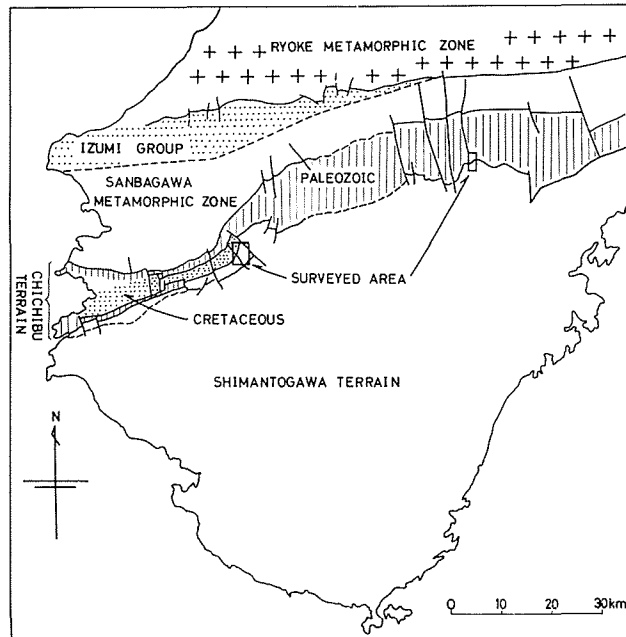 RYOKE METAMORPHIC ZONE
IZUMI GROUP
SANBAGAWA
METAMORPHIC ZONE
PALEOZOIC
SURVEYED AREA
CHICHIBU
TERRAIN
CRETACEOUS
SHIMANTOGAWA TERRAIN
N
0 10 20 30km